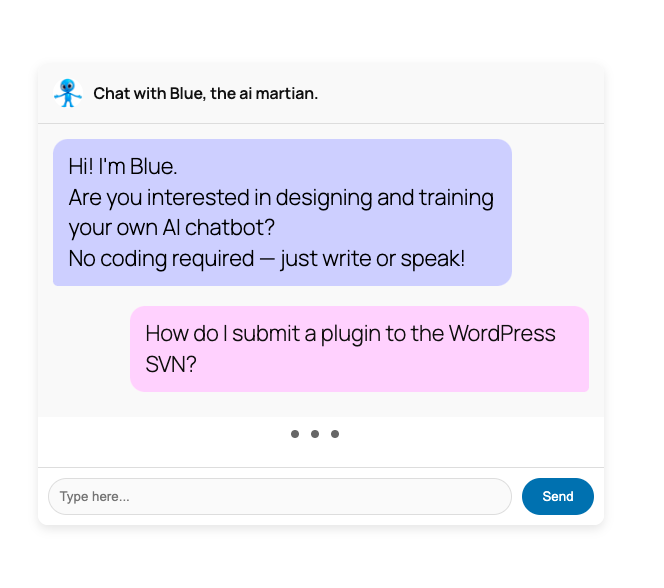 Chat with Blue, the ai martian.
Hi! I'm Blue.
Are you interested in designing and training
your own AI chatbot?
No coding required — just write or speak!
How do I submit a plugin to the WordPress
SVN?
Type here...
Send